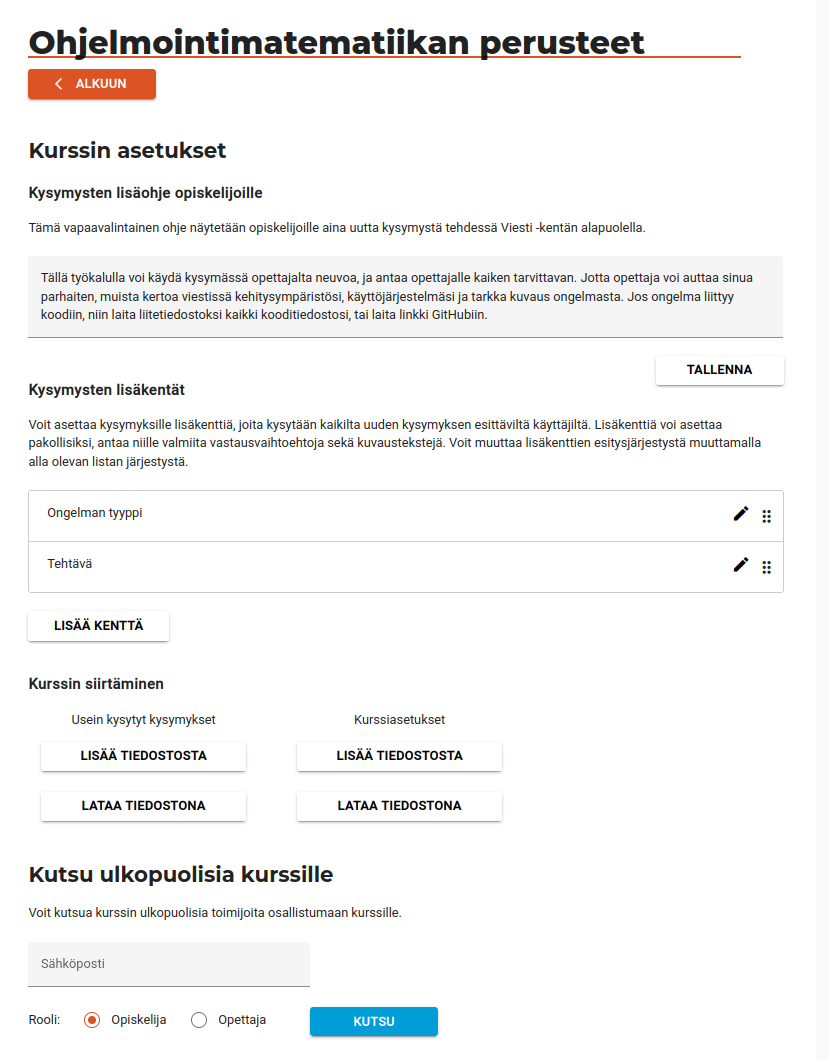 Ohjelmointimatematiikan perusteet
ALKUUN
Kurssin asetukset
Kysymysten lisäohje opiskelijoille
Tämä vapaavalintainen ohje näytetään opiskelijoille aina uutta kysymystä tehdessä Viesti -kentän alapuolella.
Tällä työkalulla voi käydä kysymässä opettajalta neuvoa, ja antaa opettajalle kaiken tarvittavan. Jotta opettaja voi auttaa sinua
parhaiten, muista kertoa viestissä kehitysympäristösi, käyttöjärjestelmäsi ja tarkka kuvaus ongelmasta. Jos ongelma liittyy
koodiin, niin laita liitetiedostoksi kaikki kooditiedostosi, tai laita linkki GitHubiin.
TALLENNA
Kysymysten lisäkentät
Voit asettaa kysymyksille lisäkenttiä, joita kysytään kaikilta uuden kysymyksen esittäviltä käyttäjiltä. Lisäkenttiä voi asettaa
pakollisiksi, antaa niille valmiita vastausvaihtoehtoja sekä kuvaustekstejä. Voit muuttaa lisäkenttien esitysjärjestystä muuttamalla
alla olevan listan järjestystä.
Ongelman tyyppi
Tehtävä
LISÄÄ KENTTÄ
Kurssin siirtäminen
Usein kysytyt kysymykset Kurssiasetukset
LISÄÄ TIEDOSTOSTA LISÄÄ TIEDOSTOSTA
LATAA TIEDOSTONA LATAA TIEDOSTONA
Kutsu ulkopuolisia kurssille
Voit kutsua kurssin ulkopuolisia toimijoita osallistumaan kurssille.
Sähköposti
Rooli: Opiskelija Opettaja KUTSU